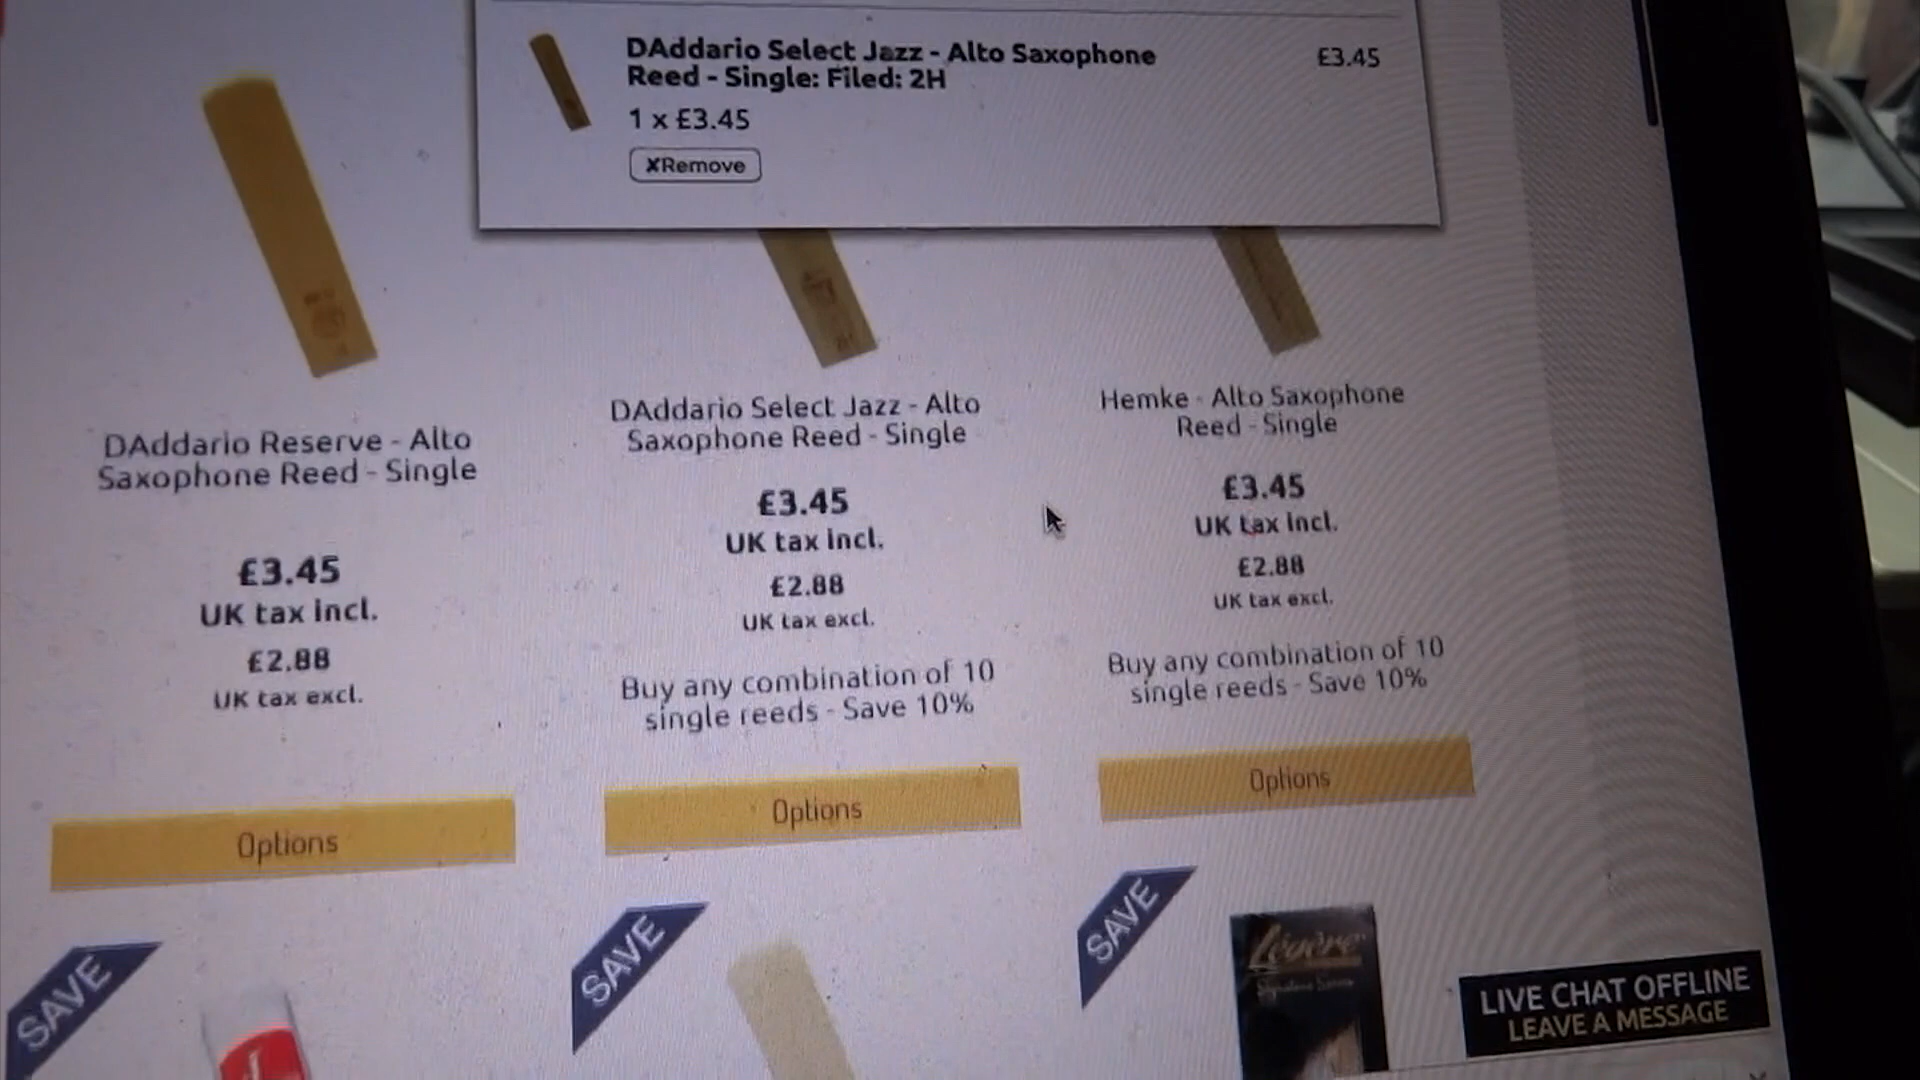 DAddario Select Jazz - Alto Saxophone
Reed - Single: Filed: 2H
£3.45
1 x £3.45
✘Remove
DAddario Reserve - Alto
Saxophone Reed - Single
£3.45
UK tax incl.
£2.88
UK tax excl.
Options
DAddario Select Jazz - Alto
Saxophone Reed - Single
£3.45
UK tax incl.
£2.88
UK tax excl.
Buy any combination of 10
single reeds - Save 10%
Options
Hemke - Alto Saxophone
Reed - Single
£3.45
UK tax incl.
£2.88
UK tax excl.
Buy any combination of 10
single reeds - Save 10%
Options
SAVE
SAVE
SAVE
Légère
Signature Series
LIVE CHAT OFFLINE
LEAVE A MESSAGE